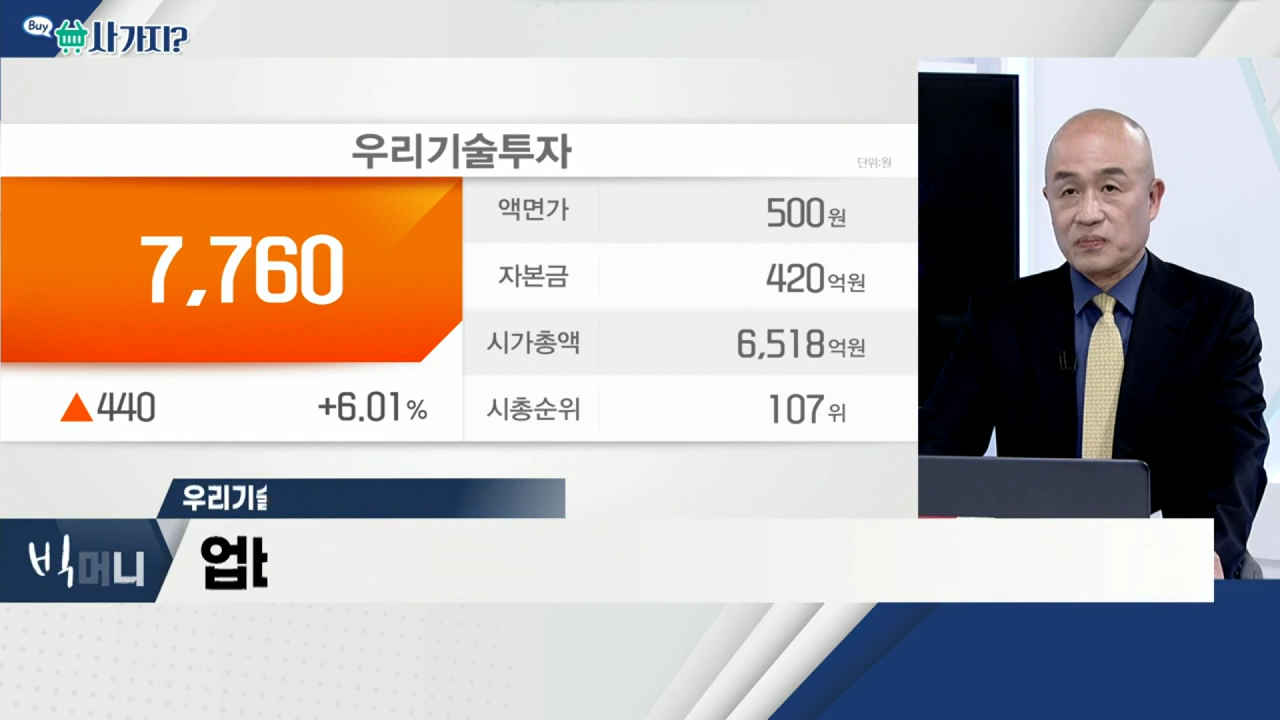 Buy
사가지?
우리기술투자
단위:원
7,760
▲440 +6.01%
액면가 500원
자본금 420억원
시가총액 6,518억원
시총순위 107위
우리기
빅머니
업